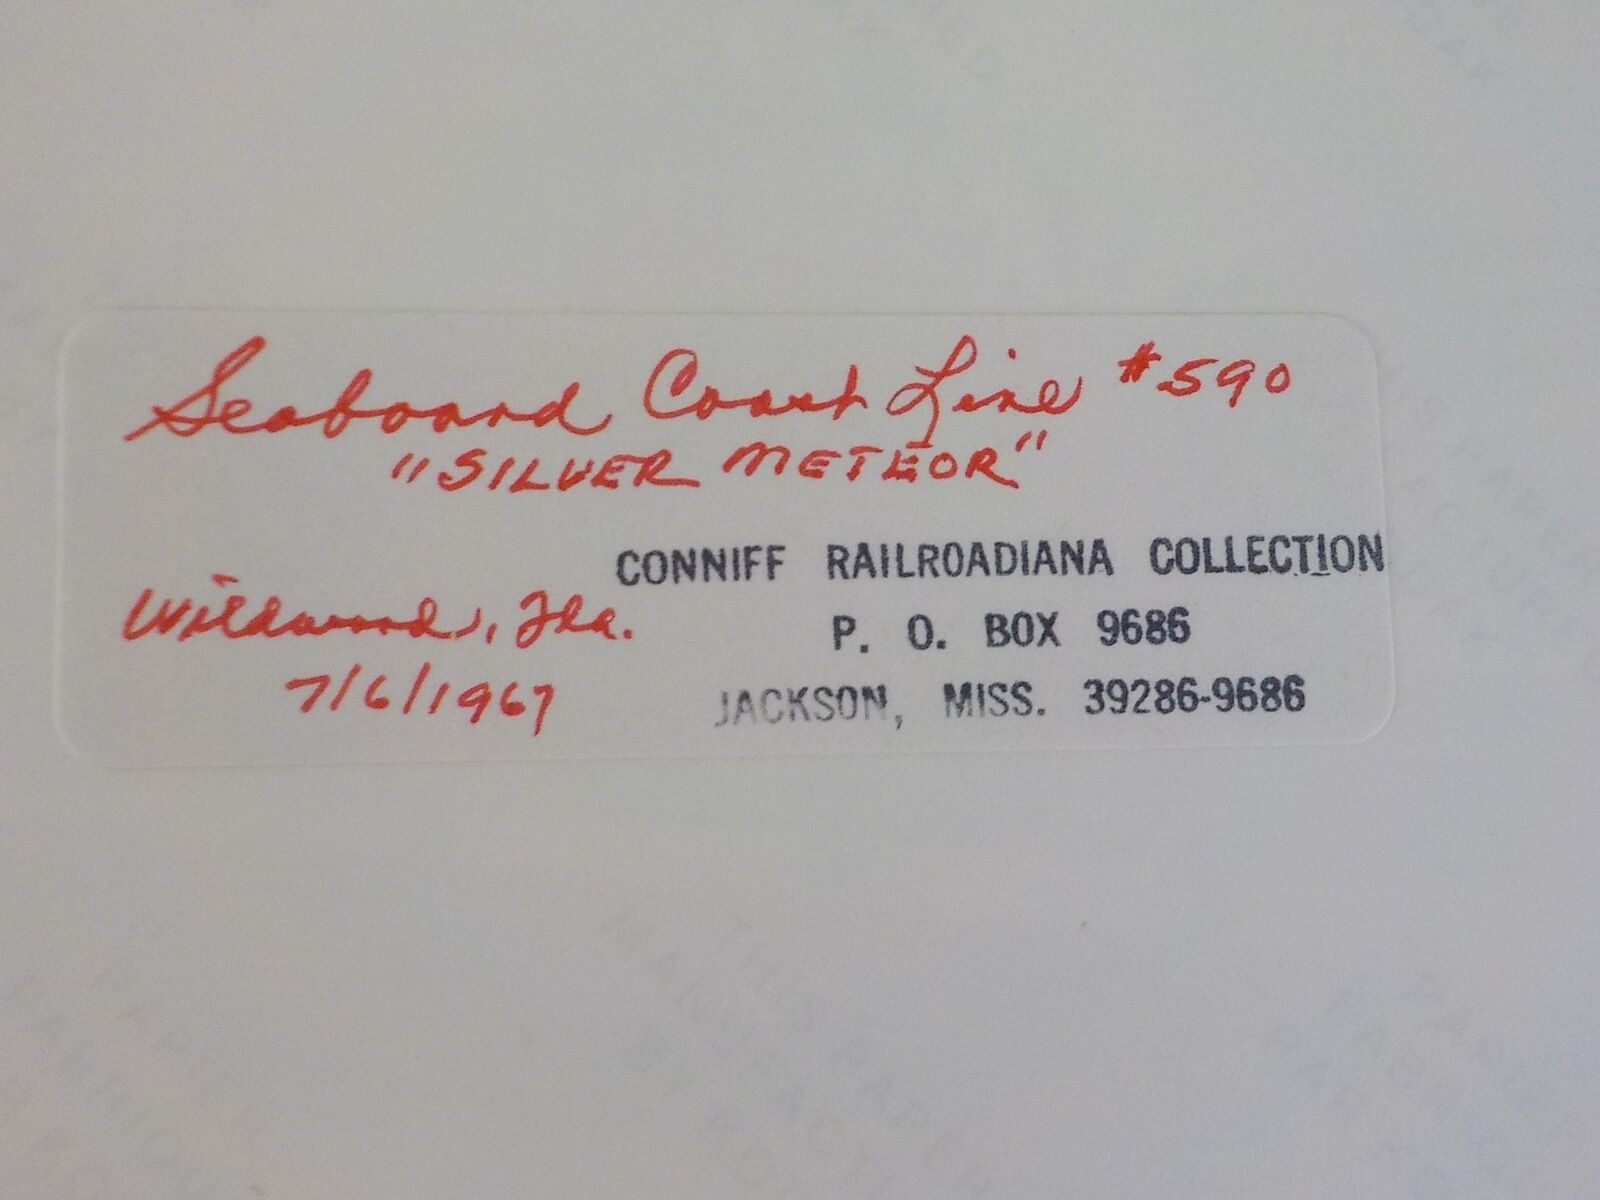 Seaboard Coast Line #590
"SILVER METEOR"
CONNIFF RAILROADIANA COLLECTION
Wildwood, Fla.
P. O. BOX 9686
7/6/1967
JACKSON, MISS. 39286-9686